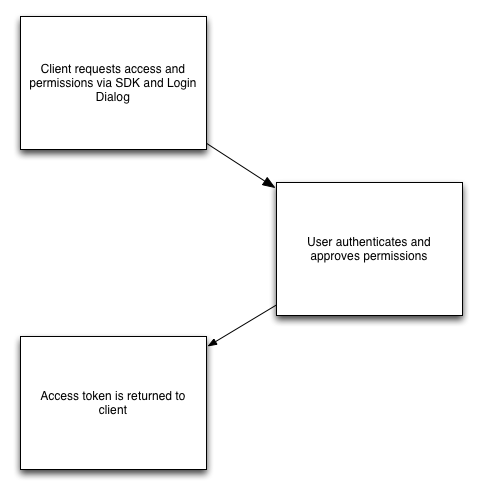 Client requests access and
permissions via SDK and Login
Dialog
User authenticates and
approves permissions
Access token is returned to
client